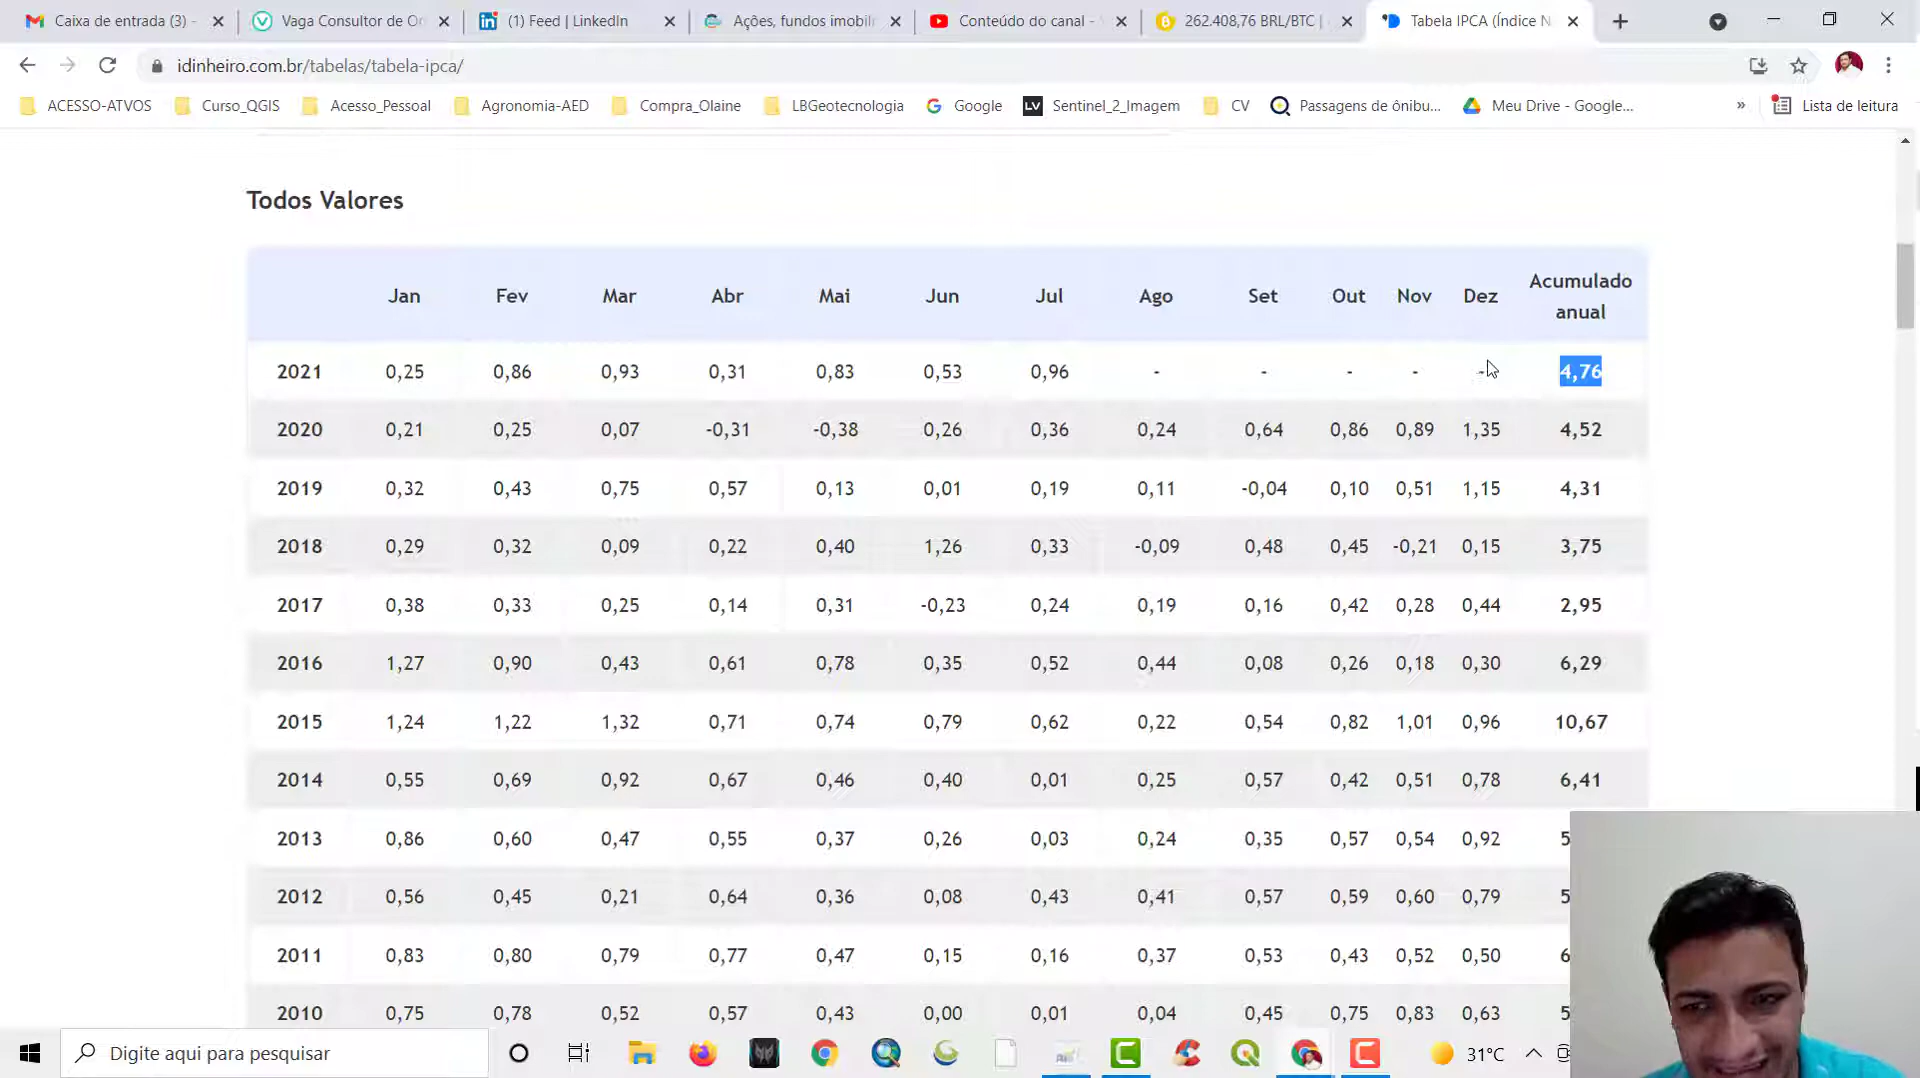 Caixa de entrada (3) - Vaga Consultor de Or (1) Feed | LinkedIn Ações, fundos imobil Conteúdo do canal - 262.408,76 BRL/BTC | Tabela IPCA (Índice N
idinheiro.com.br/tabelas/tabela-ipca/
ACESSO-ATVOS Curso_QGIS Acesso_Pessoal Agronomia-AED Compra_Olaine LBGeotecnologia Google LV Sentinel_2_Imagem CV Passagens de ônibu... Meu Drive - Google... » Lista de leitura
Todos Valores
Jan Fev Mar Abr Mai Jun Jul Ago Set Out Nov Dez Acumulado anual
2021 0,25 0,86 0,93 0,31 0,83 0,53 0,96 - - - - - 4,76
2020 0,21 0,25 0,07 -0,31 -0,38 0,26 0,36 0,24 0,64 0,86 0,89 1,35 4,52
2019 0,32 0,43 0,75 0,57 0,13 0,01 0,19 0,11 -0,04 0,10 0,51 1,15 4,31
2018 0,29 0,32 0,09 0,22 0,40 1,26 0,33 -0,09 0,48 0,45 -0,21 0,15 3,75
2017 0,38 0,33 0,25 0,14 0,31 -0,23 0,24 0,19 0,16 0,42 0,28 0,44 2,95
2016 1,27 0,90 0,43 0,61 0,78 0,35 0,52 0,44 0,08 0,26 0,18 0,30 6,29
2015 1,24 1,22 1,32 0,71 0,74 0,79 0,62 0,22 0,54 0,82 1,01 0,96 10,67
2014 0,55 0,69 0,92 0,67 0,46 0,40 0,01 0,25 0,57 0,42 0,51 0,78 6,41
2013 0,86 0,60 0,47 0,55 0,37 0,26 0,03 0,24 0,35 0,57 0,54 0,92 5
2012 0,56 0,45 0,21 0,64 0,36 0,08 0,43 0,41 0,57 0,59 0,60 0,79 5
2011 0,83 0,80 0,79 0,77 0,47 0,15 0,16 0,37 0,53 0,43 0,52 0,50 6
2010 0,75 0,78 0,52 0,57 0,43 0,00 0,01 0,04 0,45 0,75 0,83 0,63 5
Digite aqui para pesquisar 31°C